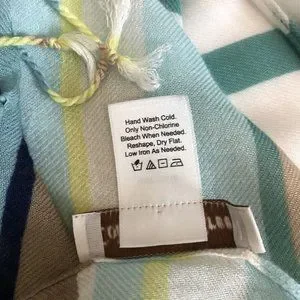 Hand Wash Cold.
Only Non-Chlorine
Bleach When Needed.
Reshape, Dry Flat.
Low Iron As Needed.